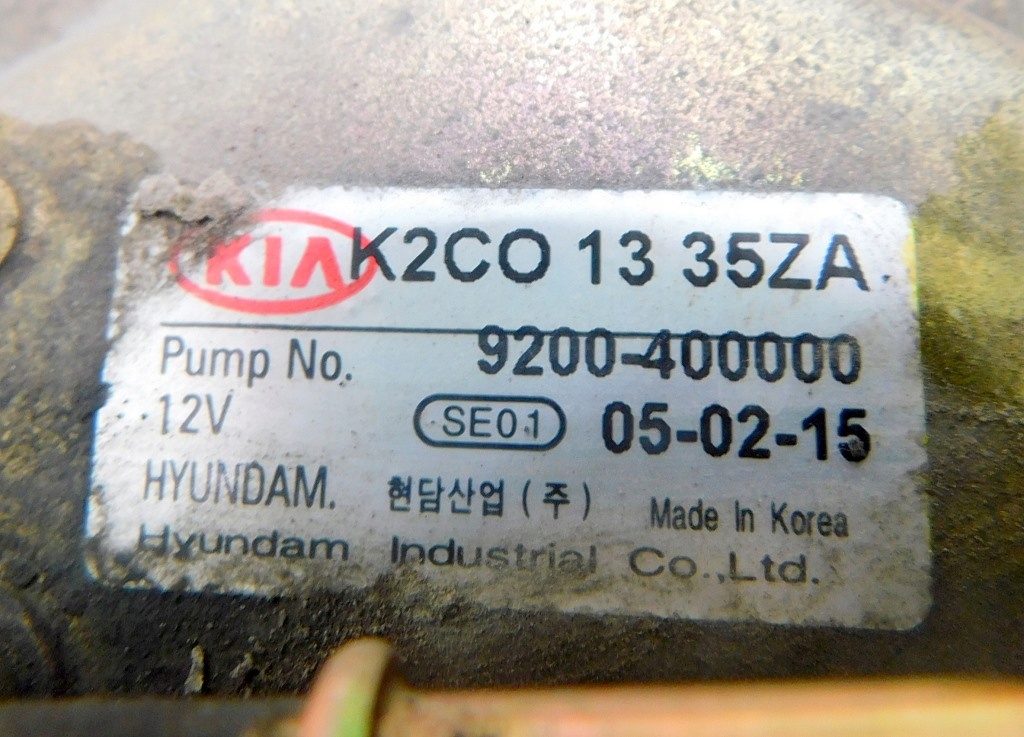 KIA K2CO 13 35ZA
Pump No. 9200-400000
12V SE01 05-02-15
HYUNDAM. 현담산업 (주) Made In Korea
Hyundam Industrial Co.,Ltd.